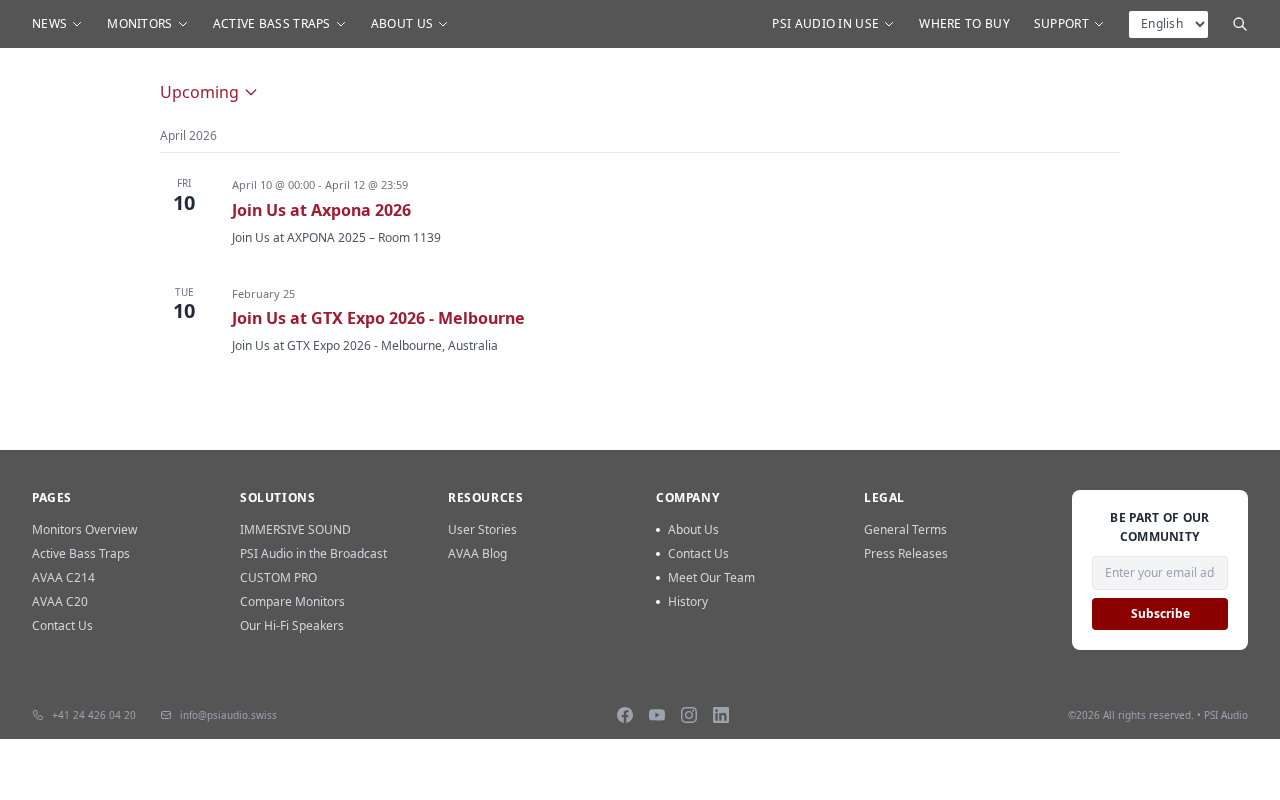 NEWS MONITORS ACTIVE BASS TRAPS ABOUT US PSI AUDIO IN USE WHERE TO BUY SUPPORT English
Upcoming
April 2026
FRI
10
April 10 @ 00:00 - April 12 @ 23:59
Join Us at Axpona 2026
Join Us at AXPONA 2025 – Room 1139
TUE
10
February 25
Join Us at GTX Expo 2026 - Melbourne
Join Us at GTX Expo 2026 - Melbourne, Australia
PAGES
Monitors Overview
Active Bass Traps
AVAA C214
AVAA C20
Contact Us
SOLUTIONS
IMMERSIVE SOUND
PSI Audio in the Broadcast
CUSTOM PRO
Compare Monitors
Our Hi-Fi Speakers
RESOURCES
User Stories
AVAA Blog
COMPANY
• About Us
• Contact Us
• Meet Our Team
• History
LEGAL
General Terms
Press Releases
BE PART OF OUR
COMMUNITY
Enter your email ad
Subscribe
+41 24 426 04 20 info@psiaudio.swiss ©2026 All rights reserved. • PSI Audio